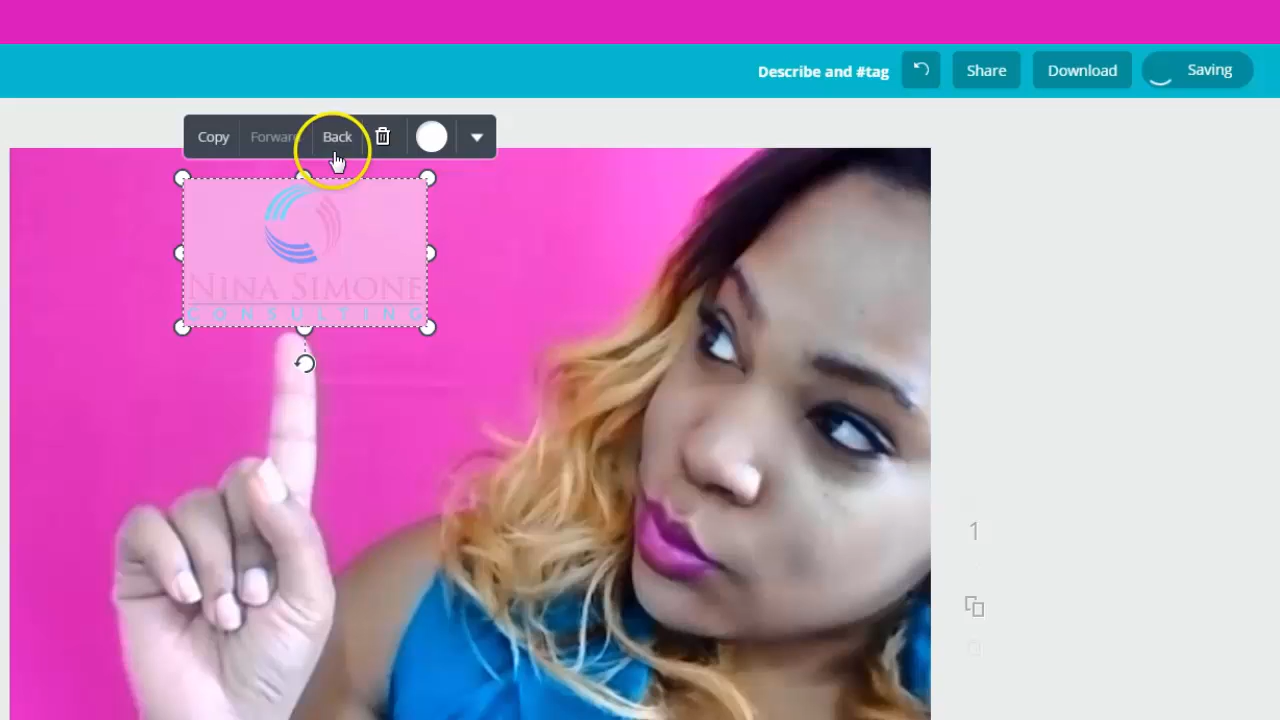 Describe and #tag
Share
Download
Saving
Copy
Forward
Back
NINA SIMONE
CONSULTING
1